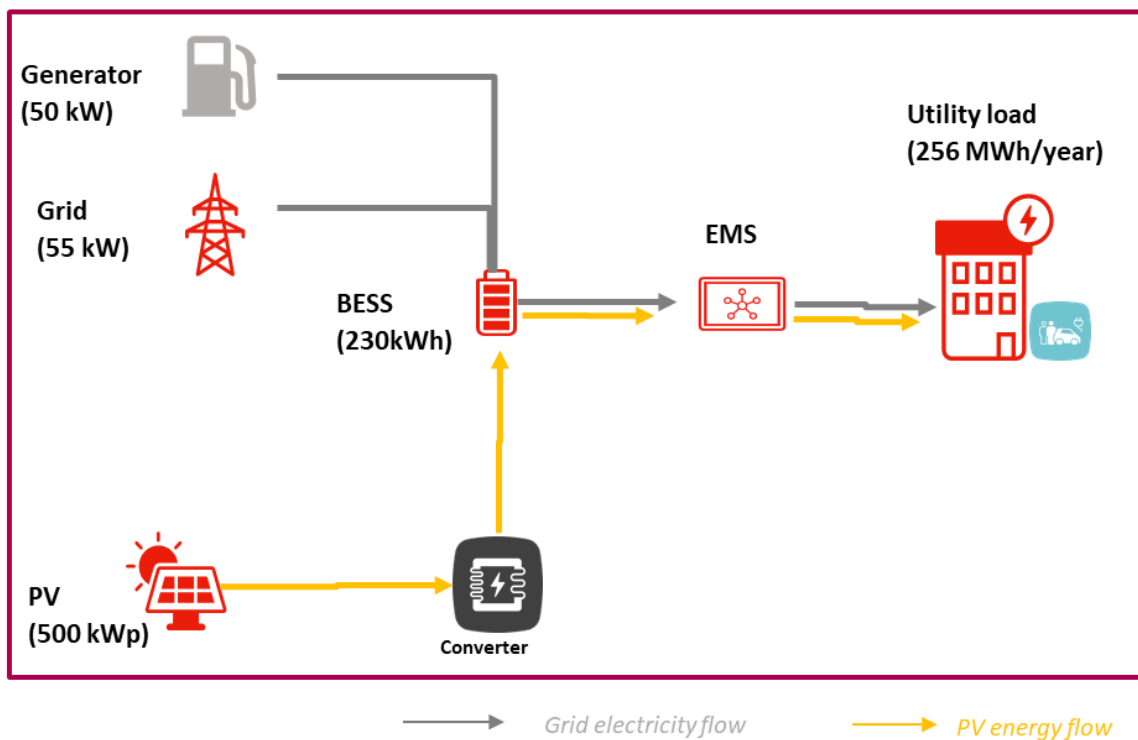 Generator
(50 kW)
Utility load
(256 MWh/year)
Grid
(55 kW)
EMS
BESS
(230kWh)
PV
(500 kWp)
Converter
Grid electricity flow
PV energy flow